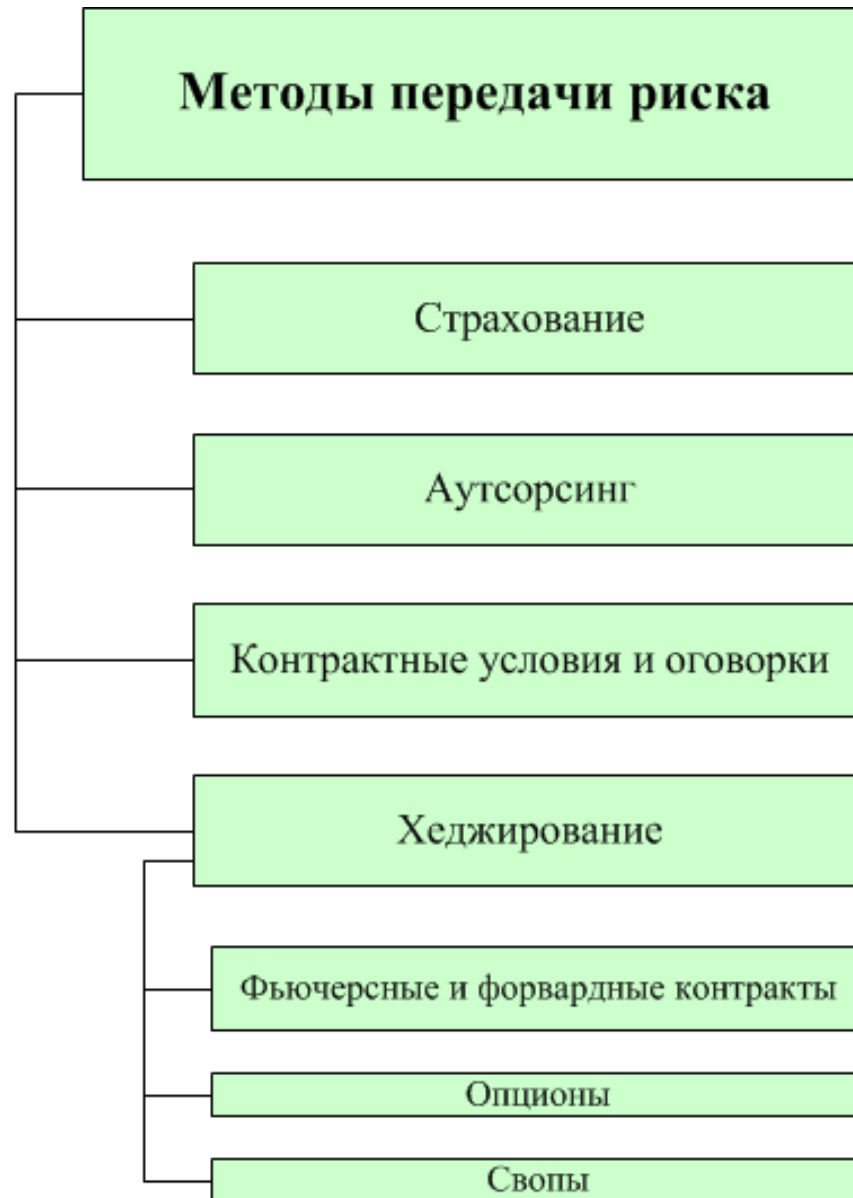 Методы передачи риска
Страхование
Аутсорсинг
Контрактные условия и оговорки
Хеджирование
Фьючерсные и форвардные контракты
Опционы
Свопы